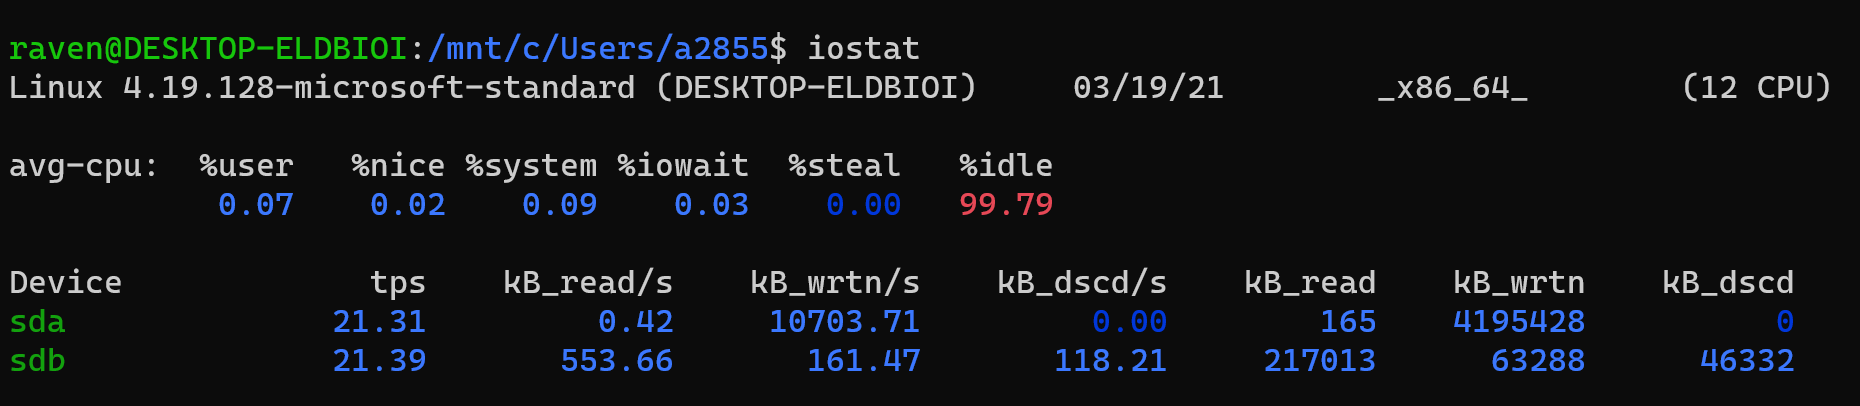 raven@DESKTOP-ELDBIOI:/mnt/c/Users/a2855$ iostat
Linux 4.19.128-microsoft-standard (DESKTOP-ELDBIOI)     03/19/21        _x86_64_        (12 CPU)
avg-cpu:  %user   %nice %system %iowait  %steal   %idle
           0.07    0.02    0.09    0.03    0.00   99.79
Device             tps    kB_read/s    kB_wrtn/s    kB_dscd/s    kB_read    kB_wrtn    kB_dscd
sda              21.31         0.42     10703.71         0.00        165    4195428          0
sdb              21.39       553.66       161.47       118.21     217013      63288      46332